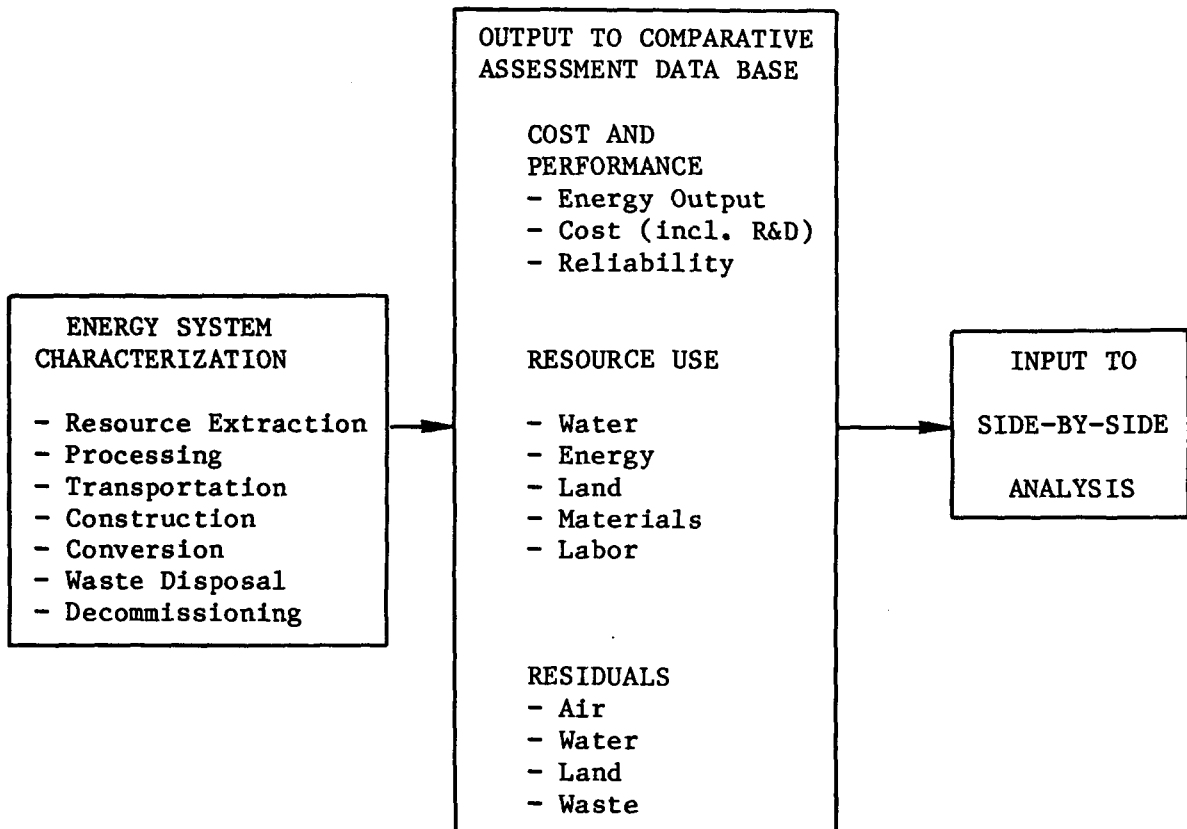 ENERGY SYSTEM
CHARACTERIZATION
- Resource Extraction
- Processing
- Transportation
- Construction
- Conversion
- Waste Disposal
- Decommissioning
OUTPUT TO COMPARATIVE
ASSESSMENT DATA BASE
COST AND
PERFORMANCE
- Energy Output
- Cost (incl. R&D)
- Reliability
RESOURCE USE
- Water
- Energy
- Land
- Materials
- Labor
RESIDUALS
- Air
- Water
- Land
- Waste
INPUT TO
SIDE-BY-SIDE
ANALYSIS